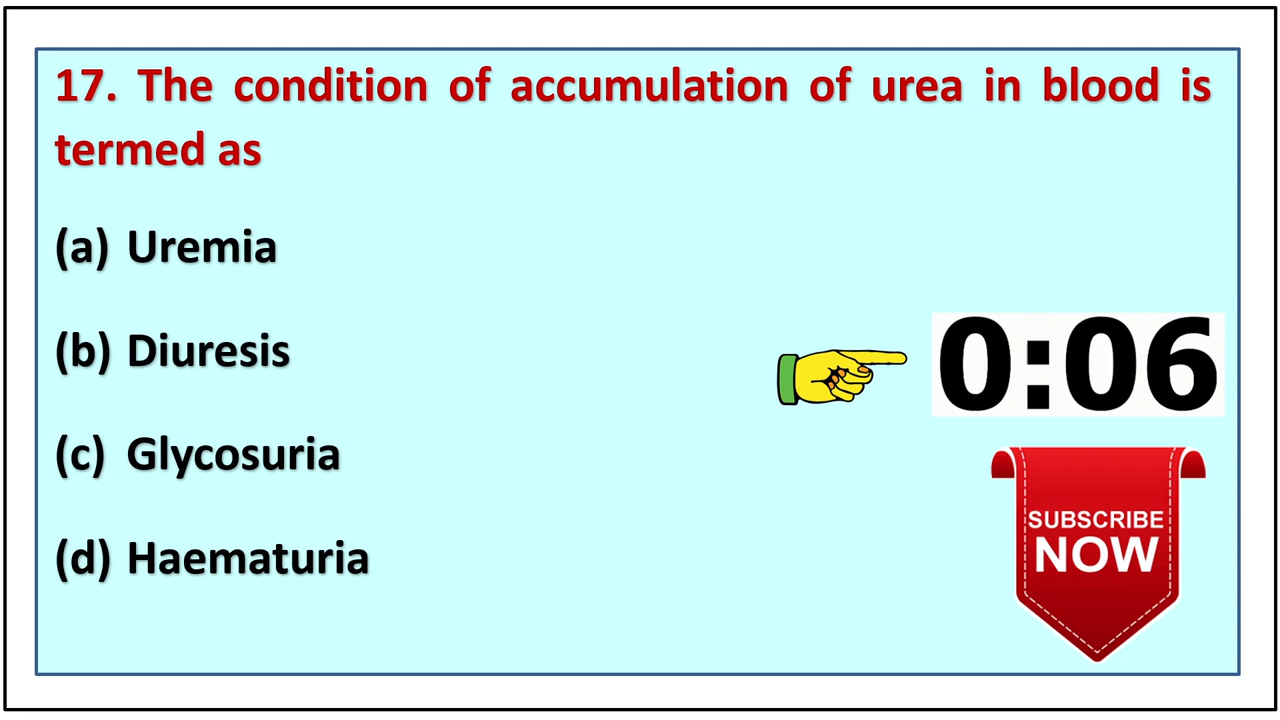 17. The condition of accumulation of urea in blood is
termed as
(a) Uremia
(b) Diuresis
0:06
(c) Glycosuria
SUBSCRIBE
NOW
(d) Haematuria